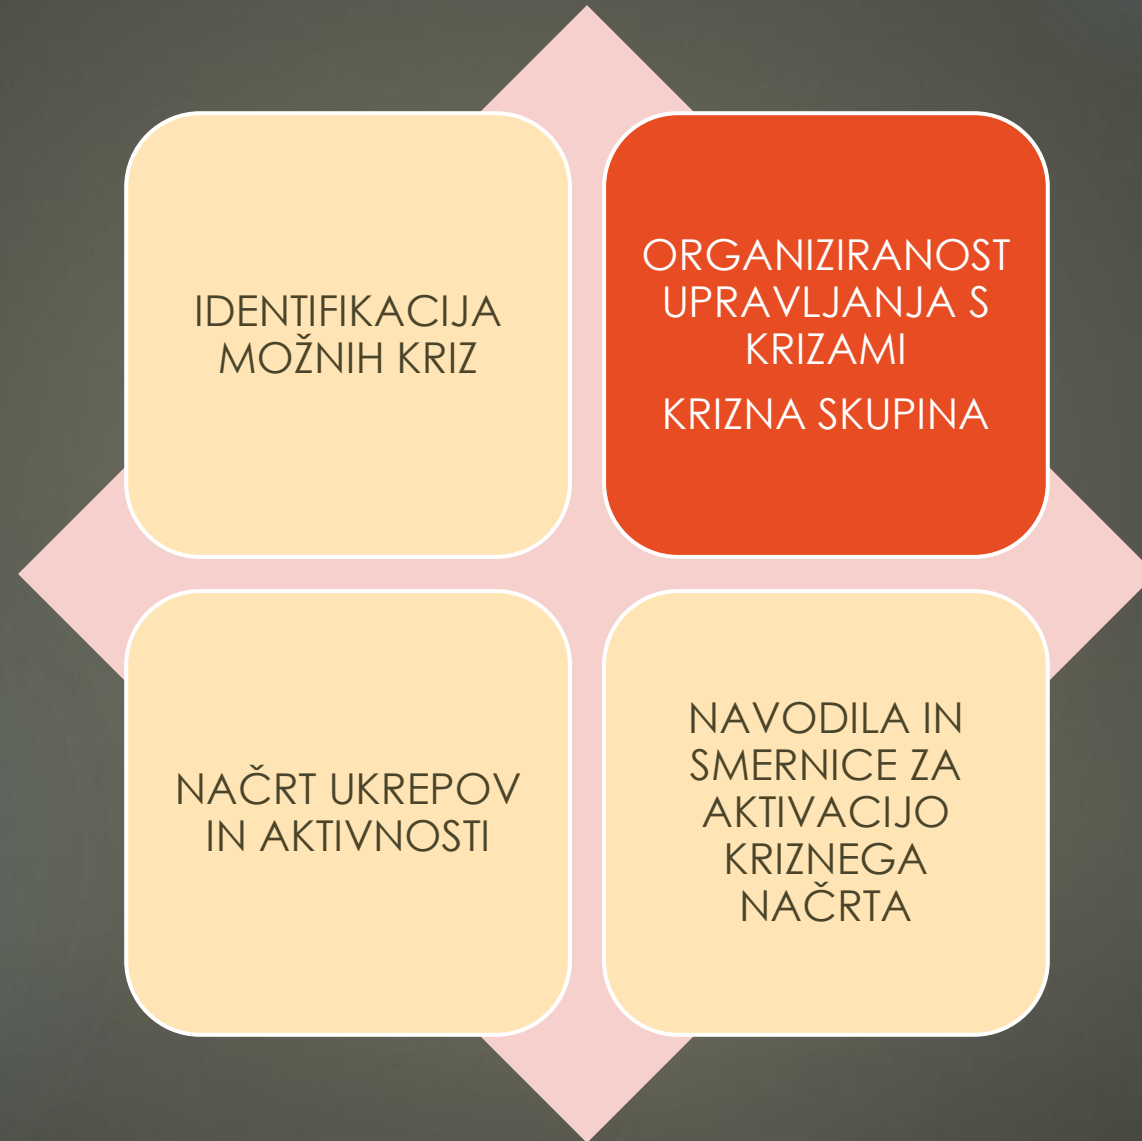 IDENTIFIKACIJA
MOŽNIH KRIZ
ORGANIZIRANOST
UPRAVLJANJA S
KRIZAMI
KRIZNA SKUPINA
NAČRT UKREPOV
IN AKTIVNOSTI
NAVODILA IN
SMERNICE ZA
AKTIVACIJO
KRIZNEGA
NAČRTA